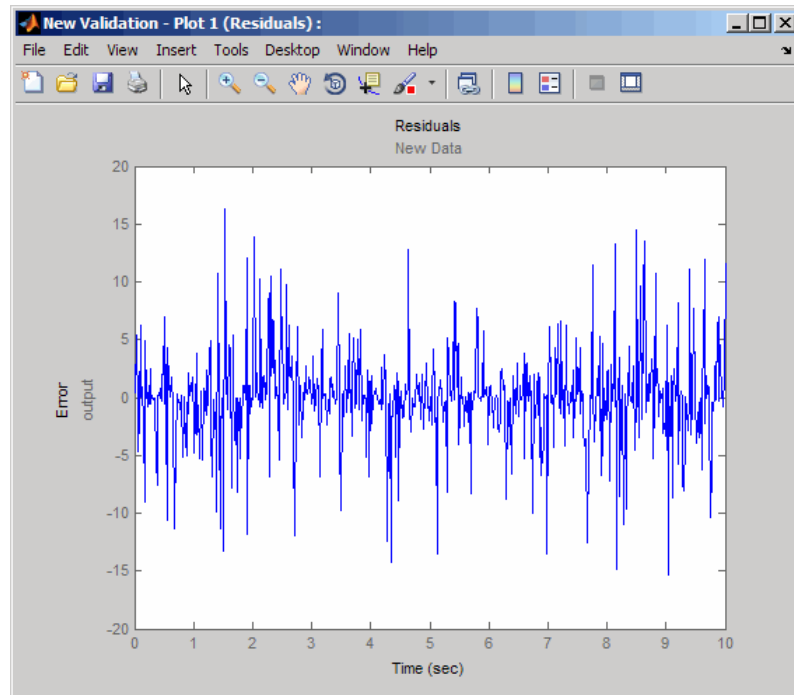 New Validation - Plot 1 (Residuals) :
File Edit View Insert Tools Desktop Window Help
Residuals
New Data
20
15
10
5
0
-5
-10
-15
-20
Error
output
0 1 2 3 4 5 6 7 8 9 10
Time (sec)